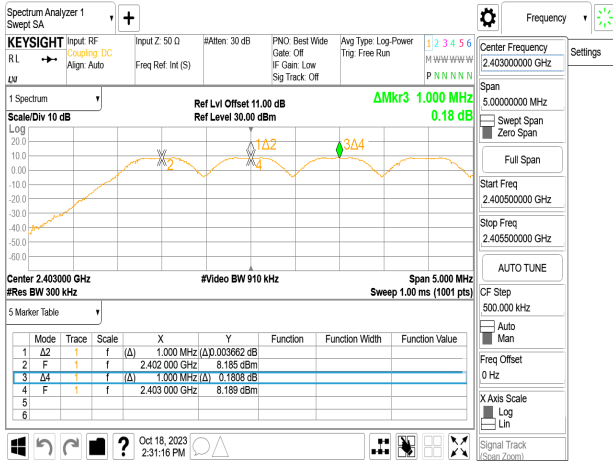 Spectrum Analyzer 1
Swept SA
Frequency
KEYSIGHT
RL
Input: RF
Coupling: DC
Align: Auto
Input Z: 50 Ω
Freq Ref: Int (S)
#Atten: 30 dB
PNO: Best Wide
Gate: Off
IF Gain: Low
Sig Track: Off
Avg Type: Log-Power
Trig: Free Run
1 2 3 4 5 6
M W W W W W
P N N N N N
LXI
Settings
Center Frequency
2.403000000 GHz
Span
5.00000000 MHz
Swept Span
Zero Span
Full Span
Start Freq
2.400500000 GHz
Stop Freq
2.405500000 GHz
AUTO TUNE
CF Step
500.000 kHz
Auto
Man
Freq Offset
0 Hz
X Axis Scale
Log
Lin
Signal Track
(Span Zoom)
1 Spectrum
Scale/Div 10 dB
Ref Lvl Offset 11.00 dB
Ref Level 30.00 dBm
ΔMkr3 1.000 MHz
0.18 dB
Log
20.0
10.0
0.00
-10.0
-20.0
-30.0
-40.0
-50.0
-60.0
2
1Δ2
4
3Δ4
Center 2.403000 GHz
#Res BW 300 kHz
#Video BW 910 kHz
Span 5.000 MHz
Sweep 1.00 ms (1001 pts)
5 Marker Table
Mode Trace Scale X Y Function Function Width Function Value
1 Δ2 1 f (Δ) 1.000 MHz (Δ)0.003662 dB
2 F 1 f 2.402 000 GHz 8.185 dBm
3 Δ4 1 f (Δ) 1.000 MHz (Δ) 0.1808 dB
4 F 1 f 2.403 000 GHz 8.189 dBm
5
6
?
Oct 18, 2023
2:31:16 PM